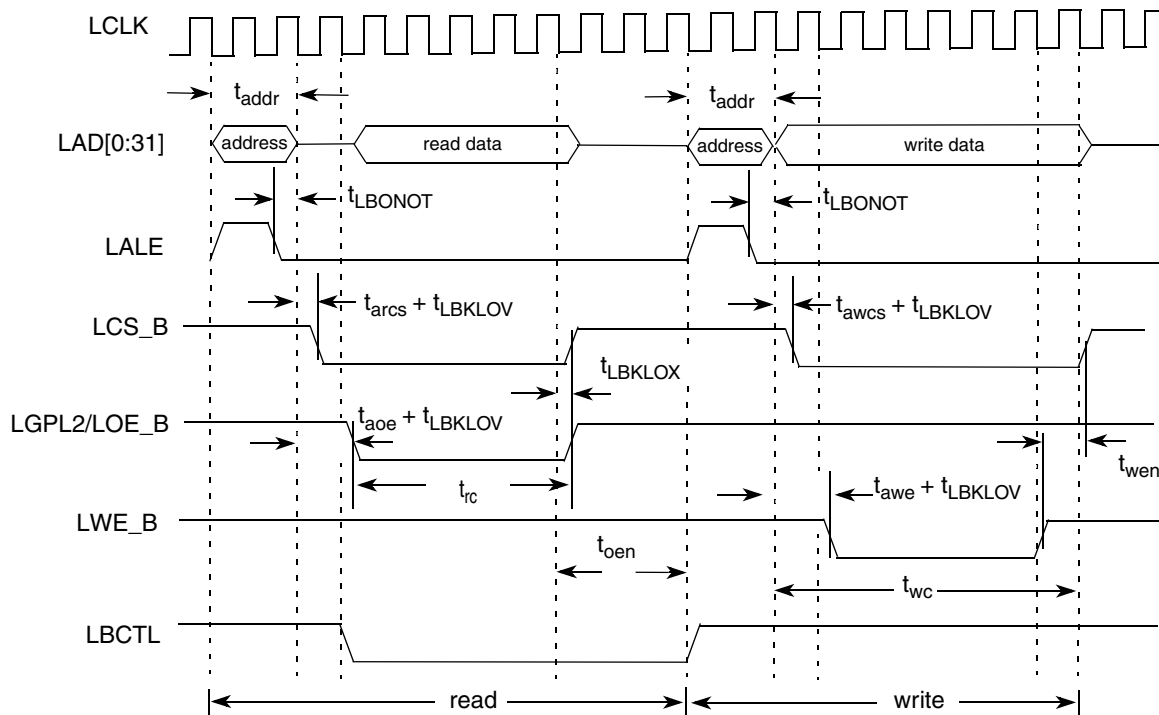 LCLK
t_addr
t_addr
LAD[0:31]
address
read data
address
write data
t_LBONOT
t_LBONOT
LALE
t_arcs + t_LBKLOV
t_awcs + t_LBKLOV
LCS_B
t_LBKLOX
t_aoe + t_LBKLOV
LGPL2/LOE_B
t_wen
t_rc
t_awe + t_LBKLOV
LWE_B
t_oen
t_wc
LBCTL
read
write